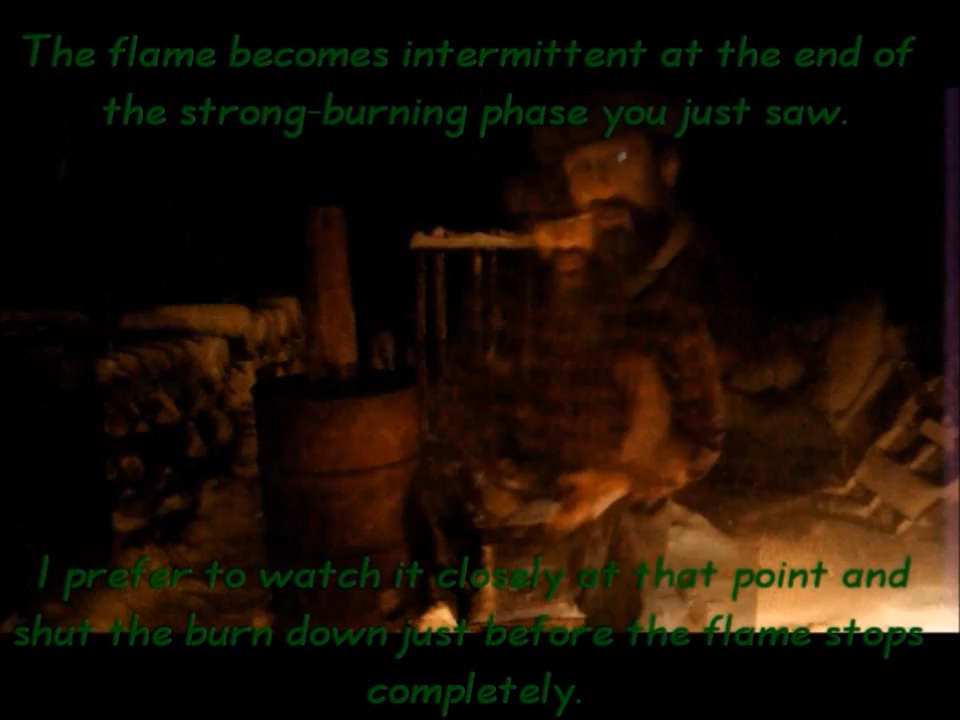 The flame becomes intermittent at the end of
the strong-burning phase you just saw.
I prefer to watch it closely at that point and
shut the burn down just before the flame stops
completely.